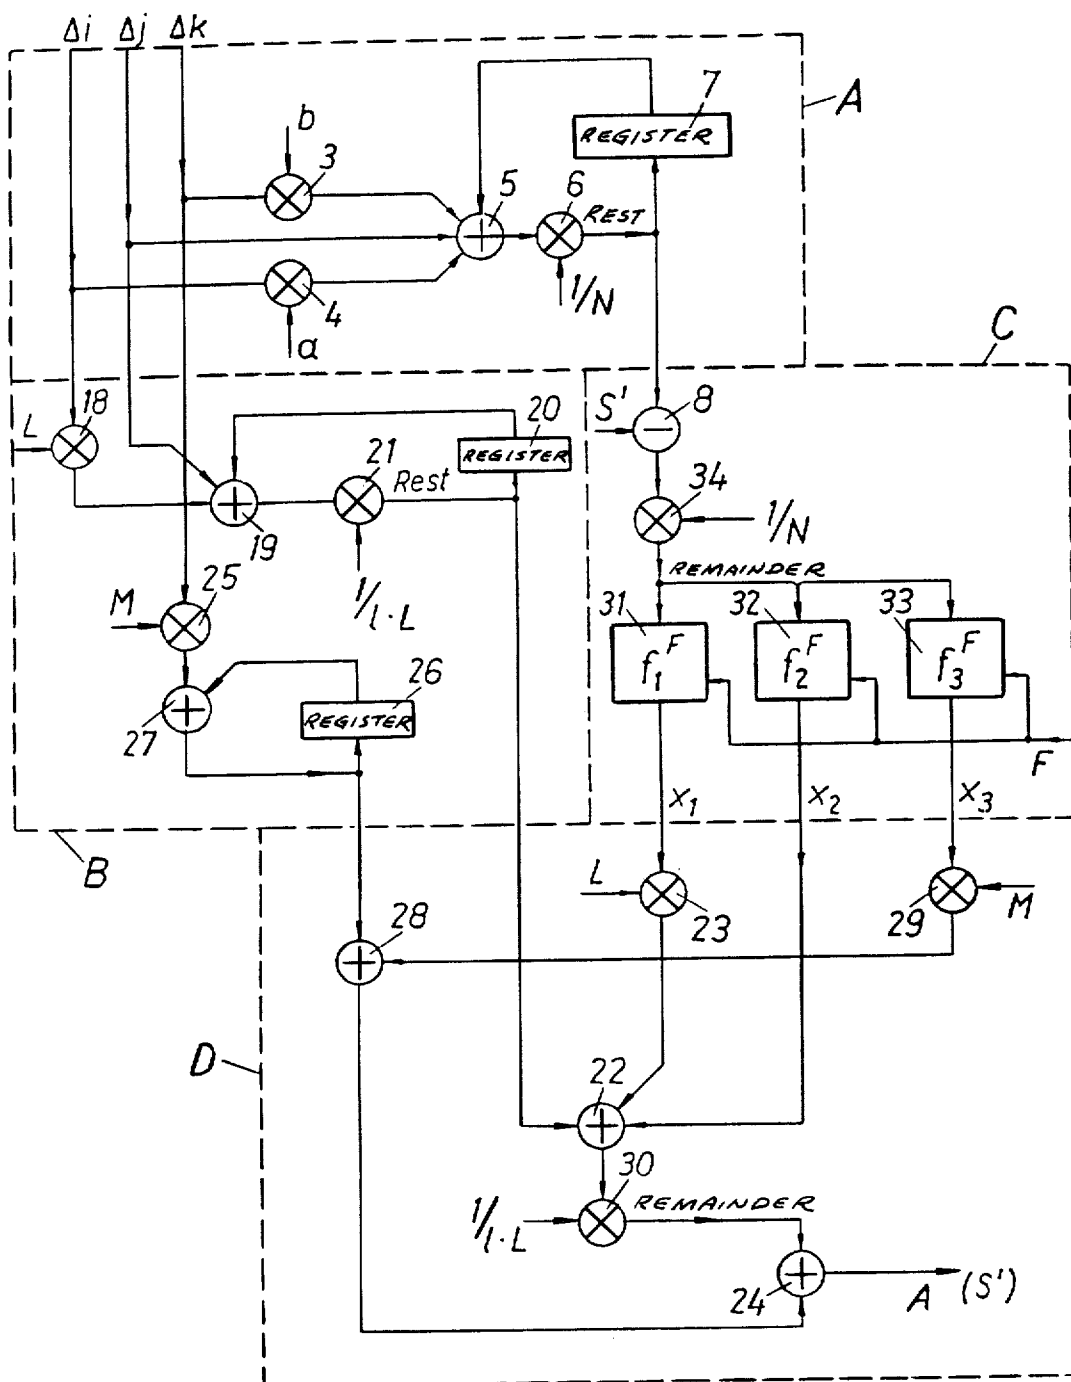 Δi Δj Δk
A
b
3
7
REGISTER
5
6
REST
4
a
1/N
C
L
18
20
REGISTER
S'
8
21
Rest
34
1/N
19
1/l·L
REMAINDER
M
25
31
f₁ᶠ
32
f₂ᶠ
33
f₃ᶠ
26
REGISTER
27
F
x₁
x₂
x₃
B
L
23
29
M
28
D
22
30
REMAINDER
1/l·L
24
A (S')